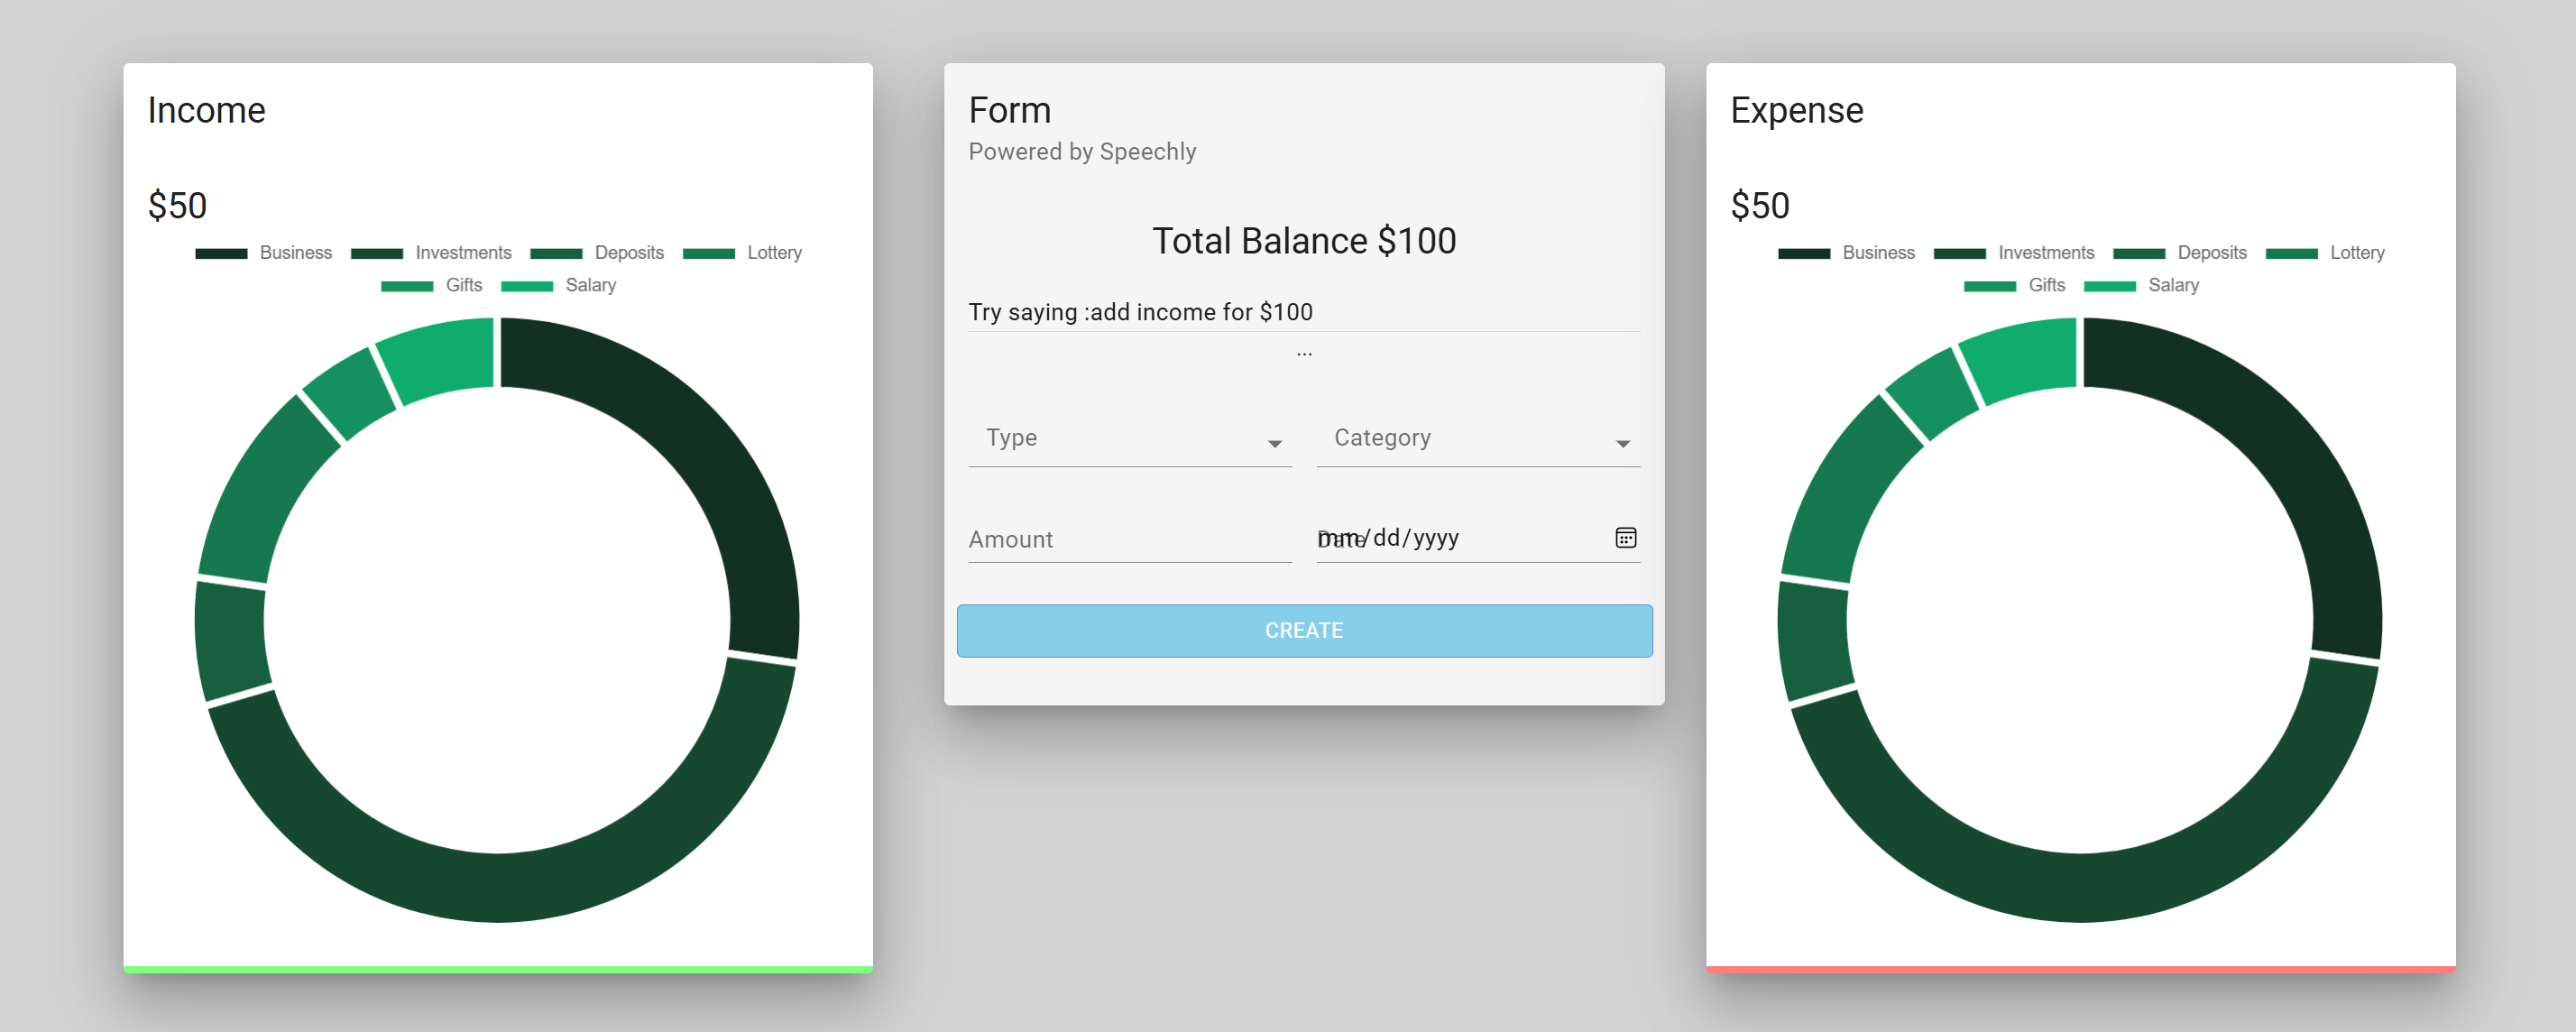 Income
$50
Business Investments Deposits Lottery
Gifts Salary
Form
Powered by Speechly
Total Balance $100
Try saying :add income for $100
...
Type Category
Amount Date mm/dd/yyyy
CREATE
Expense
$50
Business Investments Deposits Lottery
Gifts Salary